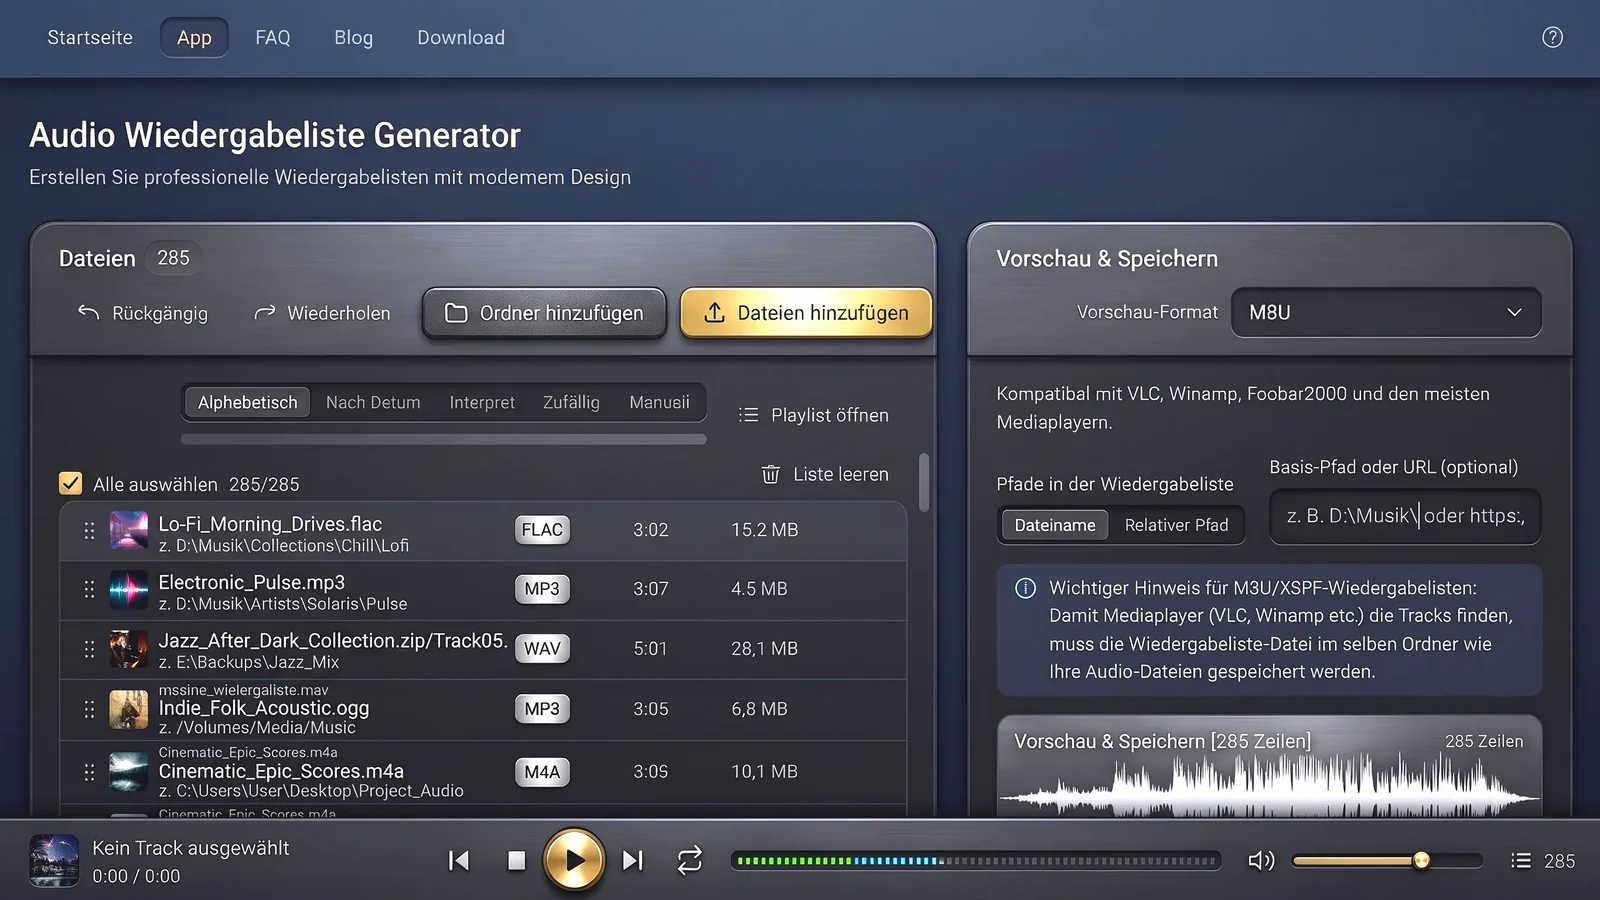 Startseite
App
FAQ
Blog
Download
Audio Wiedergabeliste Generator
Erstellen Sie professionelle Wiedergabelisten mit modemem Design
Dateien 285
Rückgängig
Wiederholen
Ordner hinzufügen
Dateien hinzufügen
Alphebetisch
Nach Detum
Interpret
Zufällig
Manuɛii
Playlist öffnen
Alle auswählen 285/285
Liste leeren
Lo-Fi_Morning_Drives.flac
z. D:\Musik\Collections\Chill\Lofi
FLAC
3:02
15.2 MB
Electronic_Pulse.mp3
z. D:\Musik\Artists\Solaris\Pulse
MP3
3:07
4.5 MB
Jazz_After_Dark_Collection.zip/Track05.
z. E:\Backups\Jazz_Mix
WAV
5:01
28,1 MB
mssine_wielergaliste.mav
Indie_Folk_Acoustic.ogg
z. /Volumes/Media/Music
MP3
3:05
6,8 MB
Cinematic_Epic_Scores.m4a
Cinematic_Epic_Scores.m4a
z. C:\Users\User\Desktop\Project_Audio
M4A
3:05
10,1 MB
Cinematic_Epic_Scores.m4a
Vorschau & Speichern
Vorschau-Format
M8U
Kompatibal mit VLC, Winamp, Foobar2000 und den meisten
Mediaplayern.
Pfade in der Wiedergabeliste
Dateiname
Relativer Pfad
Basis-Pfad oder URL (optional)
z. B. D:\Musik\ oder https:,
Wichtiger Hinweis für M3U/XSPF-Wiedergabelisten:
Damit Mediaplayer (VLC, Winamp etc.) die Tracks finden,
muss die Wiedergabeliste-Datei im selben Ordner wie
Ihre Audio-Dateien gespeichert werden.
Vorschau & Speichern [285 Zeilen]
285 Zeilen
Kein Track ausgewählt
0:00 / 0:00
285